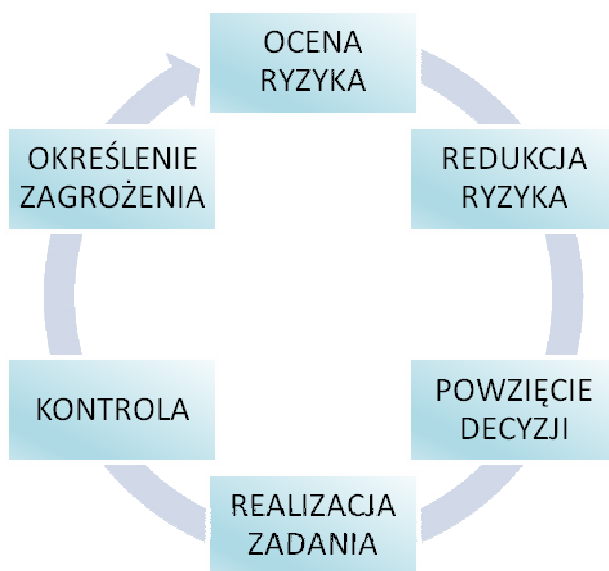 OCENA
RYZYKA
REDUKCJA
RYZYKA
POWZIĘCIE
DECYZJI
REALIZACJA
ZADANIA
KONTROLA
OKREŚLENIE
ZAGROŻENIA